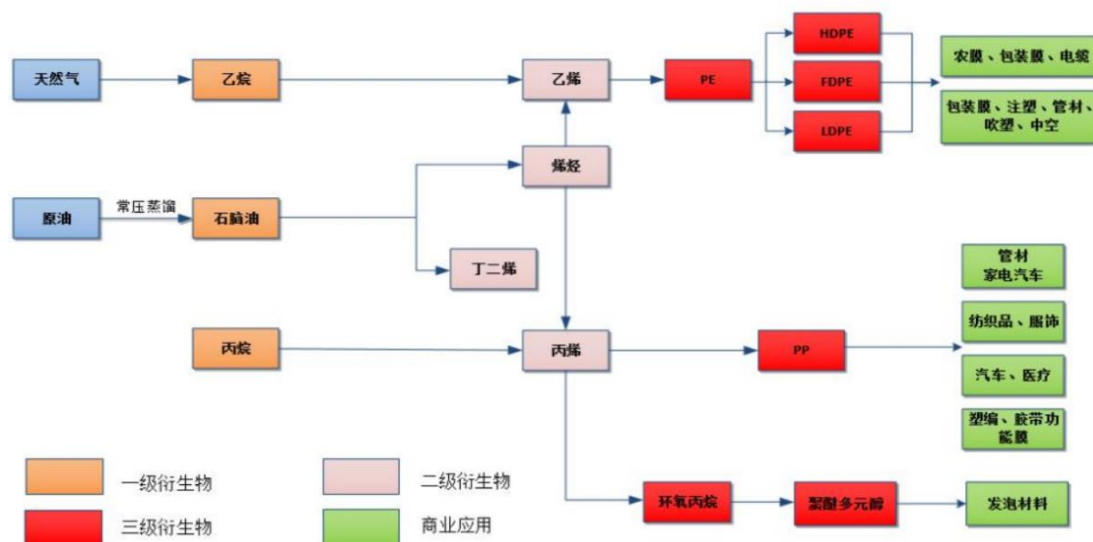 天然气
乙烷
乙烯
PE
HDPE
FDPE
LDPE
农膜、包装膜、电缆
包装膜、注塑、管材、
吹塑、中空
烯烃
原油
常压蒸馏
石脑油
丁二烯
丙烷
丙烯
PP
管材
家电汽车
纺织品、服饰
汽车、医疗
塑编、胶带功
能膜
环氧丙烷
聚醚多元醇
发泡材料
一级衍生物
二级衍生物
三级衍生物
商业应用